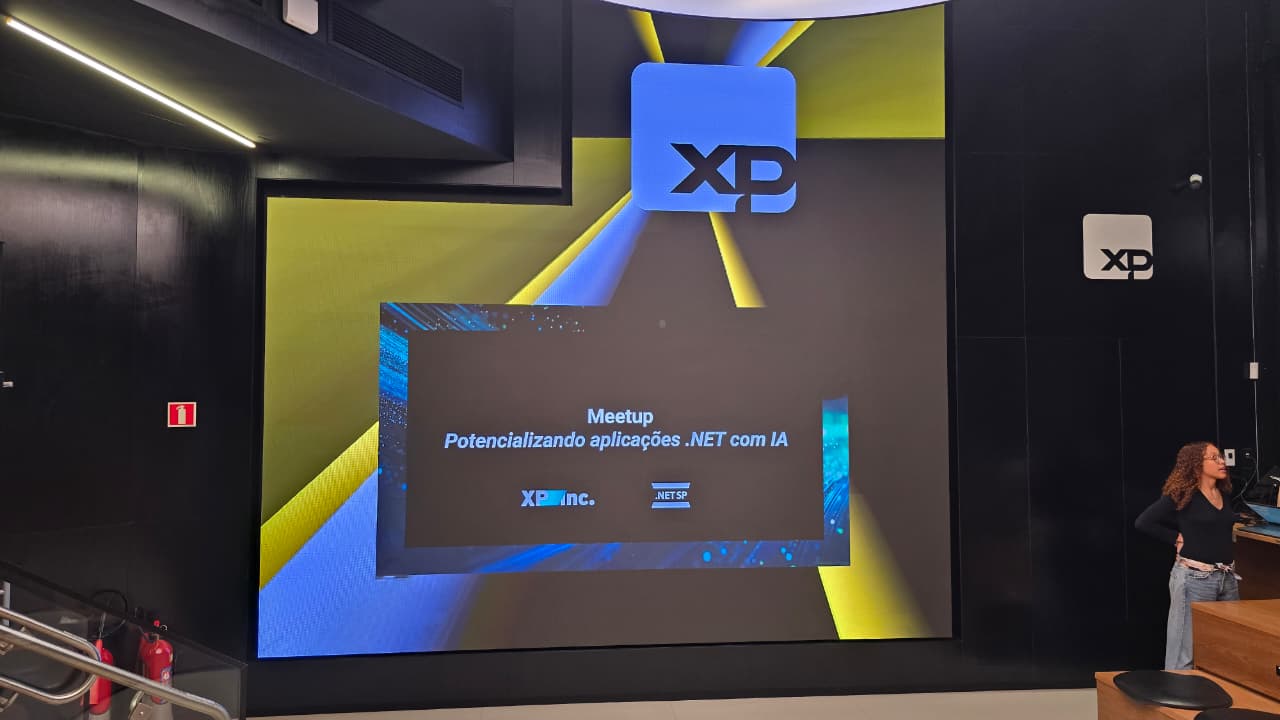 XP
XP
Meetup
Potencializando aplicações .NET com IA
XP inc.
.NET SP